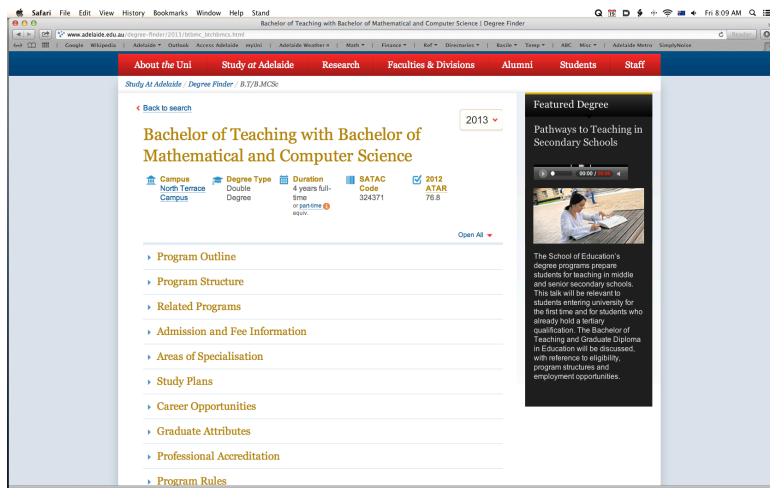 Safari File Edit View History Bookmarks Window Help Stand
Fri 8:09 AM
Bachelor of Teaching with Bachelor of Mathematical and Computer Science | Degree Finder
www.adelaide.edu.au/degree-finder/2013/btbmc_btchbmcs.html
Reader
Google Wikipedia Adelaide Outlook Access Adelaide myUni Adelaide Weather Math Finance Ref Directories Basile Temp ABC Misc Adelaide Metro SimplyNoise
About the Uni Study at Adelaide Research Faculties & Divisions Alumni Students Staff
Study At Adelaide / Degree Finder / B.T/B.MCSc
Back to search
2013
Bachelor of Teaching with Bachelor of
Mathematical and Computer Science
Campus Degree Type Duration SATAC 2012
North Terrace Double 4 years full- Code ATAR
Campus Degree time 324371 76.8
or part-time
equiv.
Open All
Program Outline
Program Structure
Related Programs
Admission and Fee Information
Areas of Specialisation
Study Plans
Career Opportunities
Graduate Attributes
Professional Accreditation
Program Rules
Featured Degree
Pathways to Teaching in
Secondary Schools
00:00 /
The School of Education's
degree programs prepare
students for teaching in middle
and senior secondary schools.
This talk will be relevant to
students entering university for
the first time and for students who
already hold a tertiary
qualification. The Bachelor of
Teaching and Graduate Diploma
in Education will be discussed,
with reference to eligibility,
program structures and
employment opportunities.